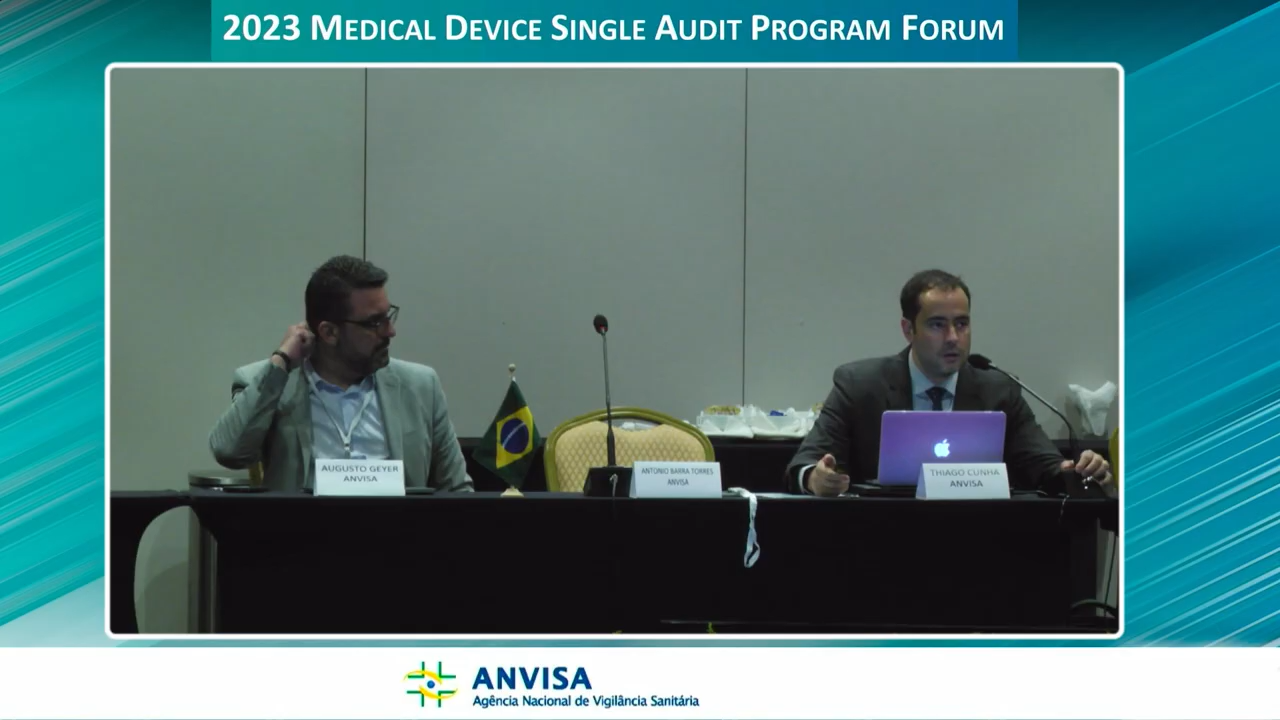 2023 MEDICAL DEVICE SINGLE AUDIT PROGRAM FORUM
AUGUSTO GEYER
ANVISA
ANTONIO BARRA TORRES
ANVISA
THIAGO CUNHA
ANVISA
ANVISA
Agência Nacional de Vigilância Sanitária